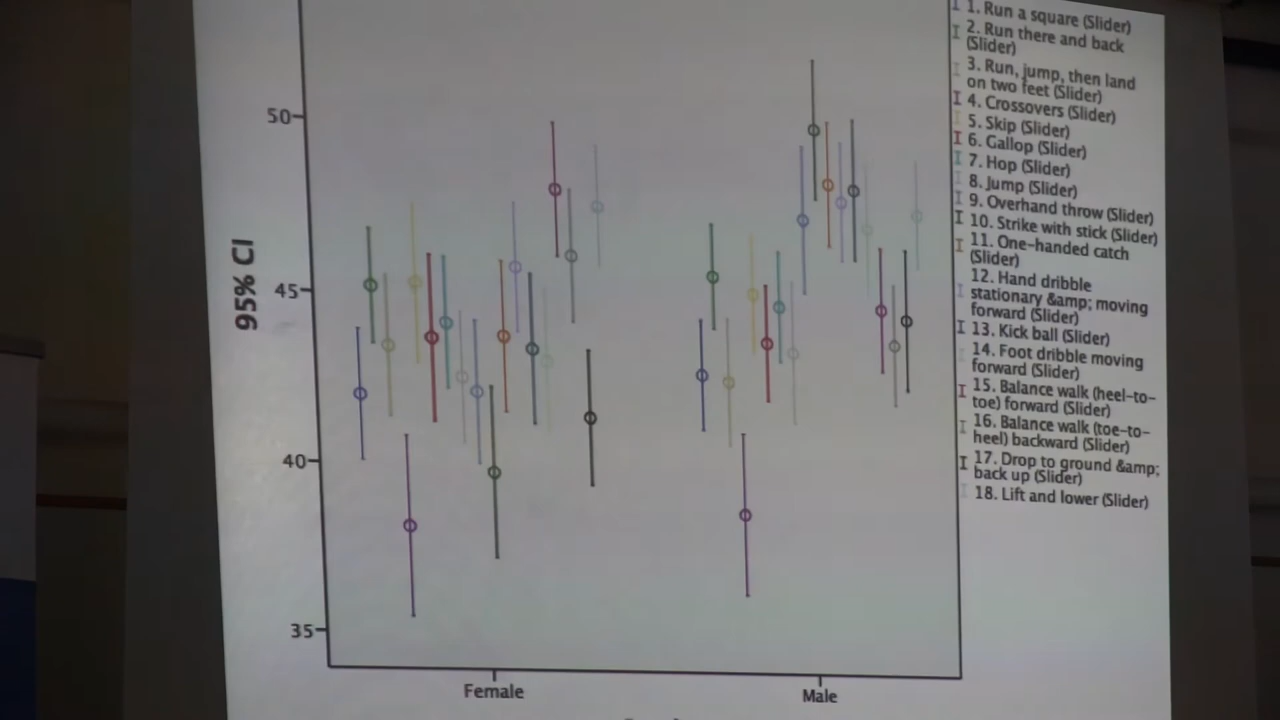 50
45
40
35
95% CI
Female
Male
1. Run a square (Slider)
2. Run there and back
(Slider)
3. Run, jump, then land
on two feet (Slider)
4. Crossovers (Slider)
5. Skip (Slider)
6. Gallop (Slider)
7. Hop (Slider)
8. Jump (Slider)
9. Overhand throw (Slider)
10. Strike with stick (Slider)
11. One-handed catch
(Slider)
12. Hand dribble
stationary &amp; moving
forward (Slider)
13. Kick ball (Slider)
14. Foot dribble moving
forward (Slider)
15. Balance walk (heel-to-
toe) forward (Slider)
16. Balance walk (toe-to-
heel) backward (Slider)
17. Drop to ground &amp;
back up (Slider)
18. Lift and lower (Slider)